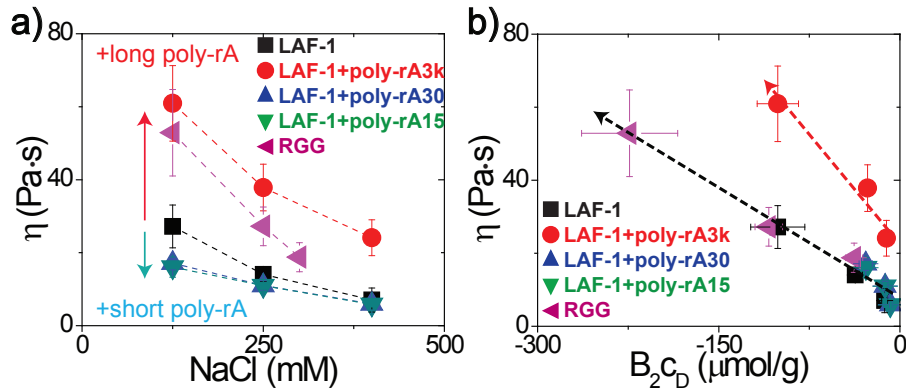 a)
80
40
0
η (Pa·s)
+long poly-rA
+short poly-rA
LAF-1
LAF-1+poly-rA3k
LAF-1+poly-rA30
LAF-1+poly-rA15
RGG
0 250 500
NaCl (mM)
b)
80
40
0
η (Pa·s)
LAF-1
LAF-1+poly-rA3k
LAF-1+poly-rA30
LAF-1+poly-rA15
RGG
-300 -150 0
B₂c_D (μmol/g)